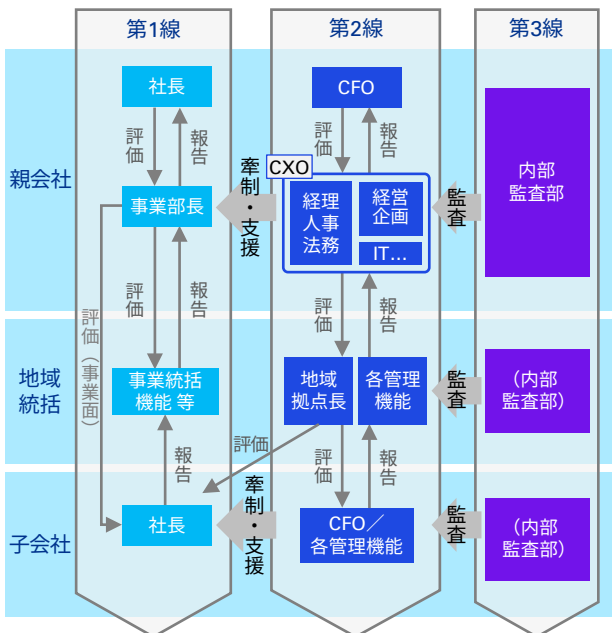 第1線
第2線
第3線
親会社
社長
CFO
評価
報告
評価
報告
CXO
牽制・支援
監査
内部
監査部
事業部長
経理
人事
法務
経営
企画
IT…
評価
報告
評価
報告
評価（事業面）
地域
統括
事業統括
機能 等
地域
拠点長
各管理
機能
監査
（内部
監査部）
報告
評価
評価
報告
子会社
社長
牽制・支援
CFO／
各管理機能
監査
（内部
監査部）